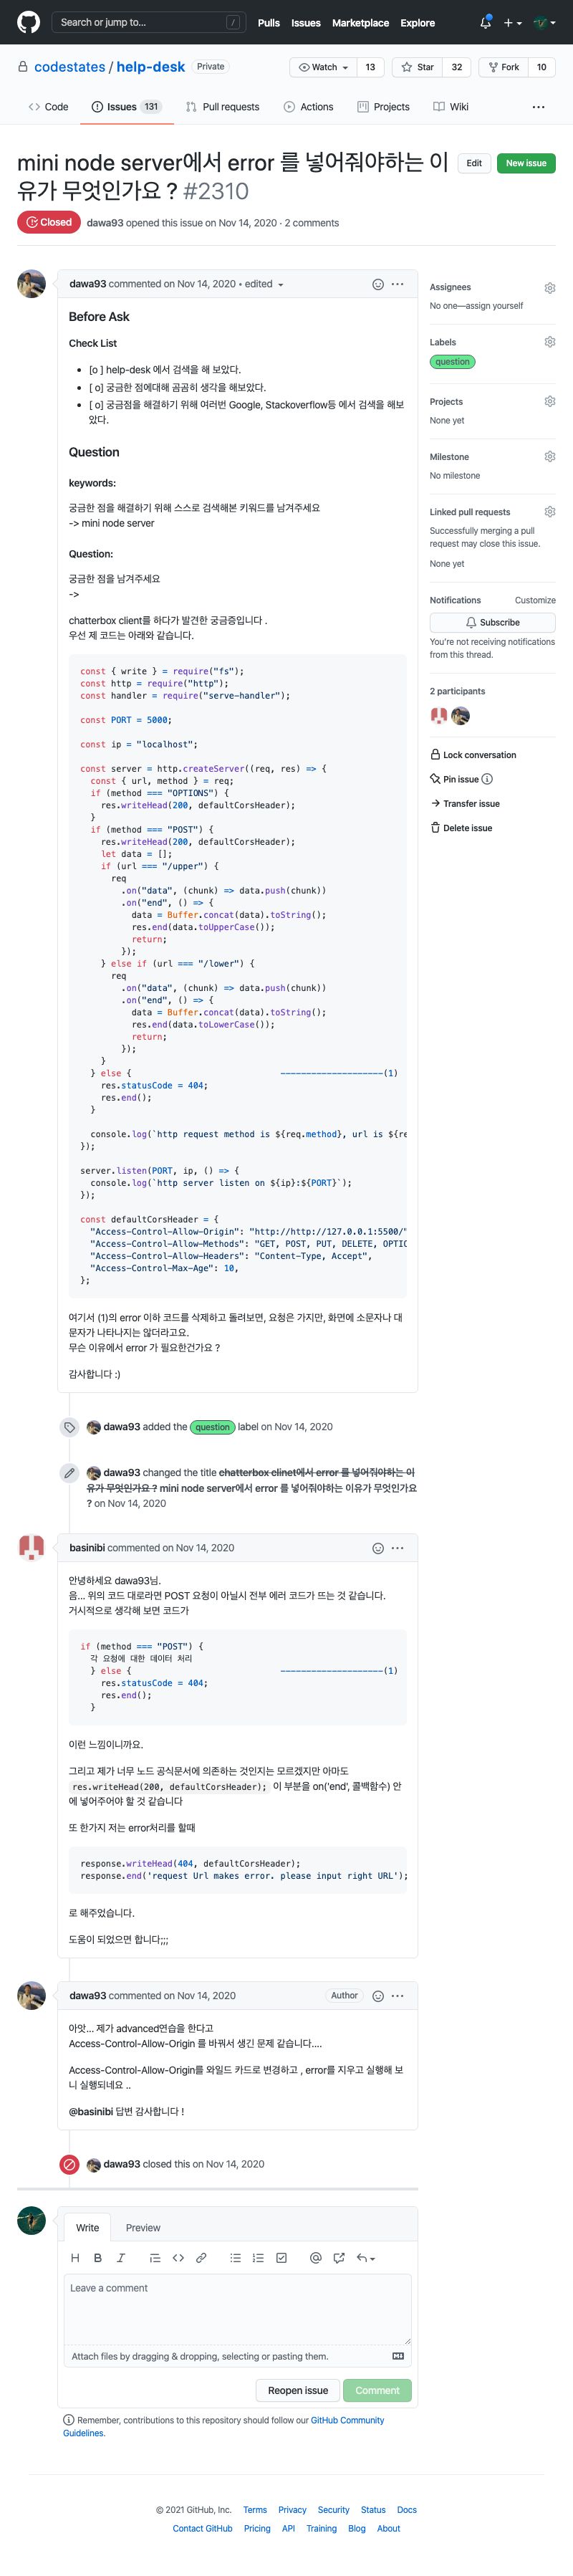 Search or jump to...
/
Pulls Issues Marketplace Explore
codestates / help-desk Private
Watch 13 Star 32 Fork 10
Code Issues 131 Pull requests Actions Projects Wiki
mini node server에서 error 를 넣어줘야하는 이
유가 무엇인가요 ? #2310
Edit New issue
Closed dawa93 opened this issue on Nov 14, 2020 · 2 comments
dawa93 commented on Nov 14, 2020 • edited
Before Ask
Check List
[o ] help-desk 에서 검색을 해 보았다.
[ o] 궁금한 점에대해 곰곰히 생각을 해보았다.
[ o] 궁금점을 해결하기 위해 여러번 Google, Stackoverflow등 에서 검색을 해보
았다.
Question
keywords:
궁금한 점을 해결하기 위해 스스로 검색해본 키워드를 남겨주세요
-> mini node server
Question:
궁금한 점을 남겨주세요
->
chatterbox client를 하다가 발견한 궁금증입니다 .
우선 제 코드는 아래와 같습니다.
const { write } = require("fs");
const http = require("http");
const handler = require("serve-handler");
const PORT = 5000;
const ip = "localhost";
const server = http.createServer((req, res) => {
const { url, method } = req;
if (method === "OPTIONS") {
res.writeHead(200, defaultCorsHeader);
}
if (method === "POST") {
res.writeHead(200, defaultCorsHeader);
let data = [];
if (url === "/upper") {
req
.on("data", (chunk) => data.push(chunk))
.on("end", () => {
data = Buffer.concat(data).toString();
res.end(data.toUpperCase());
return;
});
} else if (url === "/lower") {
req
.on("data", (chunk) => data.push(chunk))
.on("end", () => {
data = Buffer.concat(data).toString();
res.end(data.toLowerCase());
return;
});
}
} else { --------------------(1)
res.statusCode = 404;
res.end();
}
console.log(`http request method is ${req.method}, url is ${re
});
server.listen(PORT, ip, () => {
console.log(`http server listen on ${ip}:${PORT}`);
});
const defaultCorsHeader = {
"Access-Control-Allow-Origin": "http://http://127.0.0.1:5500/"
"Access-Control-Allow-Methods": "GET, POST, PUT, DELETE, OPTIO
"Access-Control-Allow-Headers": "Content-Type, Accept",
"Access-Control-Max-Age": 10,
};
여기서 (1)의 error 이하 코드를 삭제하고 돌려보면, 요청은 가지만, 화면에 소문자나 대
문자가 나타나지는 않더라고요.
무슨 이유에서 error 가 필요한건가요 ?
감사합니다 :)
dawa93 added the question label on Nov 14, 2020
dawa93 changed the title chatterbox clinet에서 error 를 넣어줘야하는 이
유가 무엇인가요 ? mini node server에서 error 를 넣어줘야하는 이유가 무엇인가요
? on Nov 14, 2020
basinibi commented on Nov 14, 2020
안녕하세요 dawa93님.
음... 위의 코드 대로라면 POST 요청이 아닐시 전부 에러 코드가 뜨는 것 같습니다.
거시적으로 생각해 보면 코드가
if (method === "POST") {
각 요청에 대한 데이터 처리
} else { --------------------(1)
res.statusCode = 404;
res.end();
}
이런 느낌이니까요.
그리고 제가 너무 노드 공식문서에 의존하는 것인지는 모르겠지만 아마도
res.writeHead(200, defaultCorsHeader); 이 부분을 on('end', 콜백함수) 안
에 넣어주어야 할 것 같습니다
또 한가지 저는 error처리를 할때
response.writeHead(404, defaultCorsHeader);
response.end('request Url makes error. please input right URL');
로 해주었습니다.
도움이 되었으면 합니다;;;
dawa93 commented on Nov 14, 2020 Author
아앗... 제가 advanced연습을 한다고
Access-Control-Allow-Origin 를 바꿔서 생긴 문제 같습니다....
Access-Control-Allow-Origin를 와일드 카드로 변경하고 , error를 지우고 실행해 보
니 실행되네요 ..
@basinibi 답변 감사합니다 !
dawa93 closed this on Nov 14, 2020
Write Preview
Leave a comment
Attach files by dragging & dropping, selecting or pasting them.
Reopen issue Comment
Remember, contributions to this repository should follow our GitHub Community
Guidelines.
Assignees
No one—assign yourself
Labels
question
Projects
None yet
Milestone
No milestone
Linked pull requests
Successfully merging a pull
request may close this issue.
None yet
Notifications Customize
Subscribe
You're not receiving notifications
from this thread.
2 participants
Lock conversation
Pin issue
Transfer issue
Delete issue
© 2021 GitHub, Inc. Terms Privacy Security Status Docs
Contact GitHub Pricing API Training Blog About